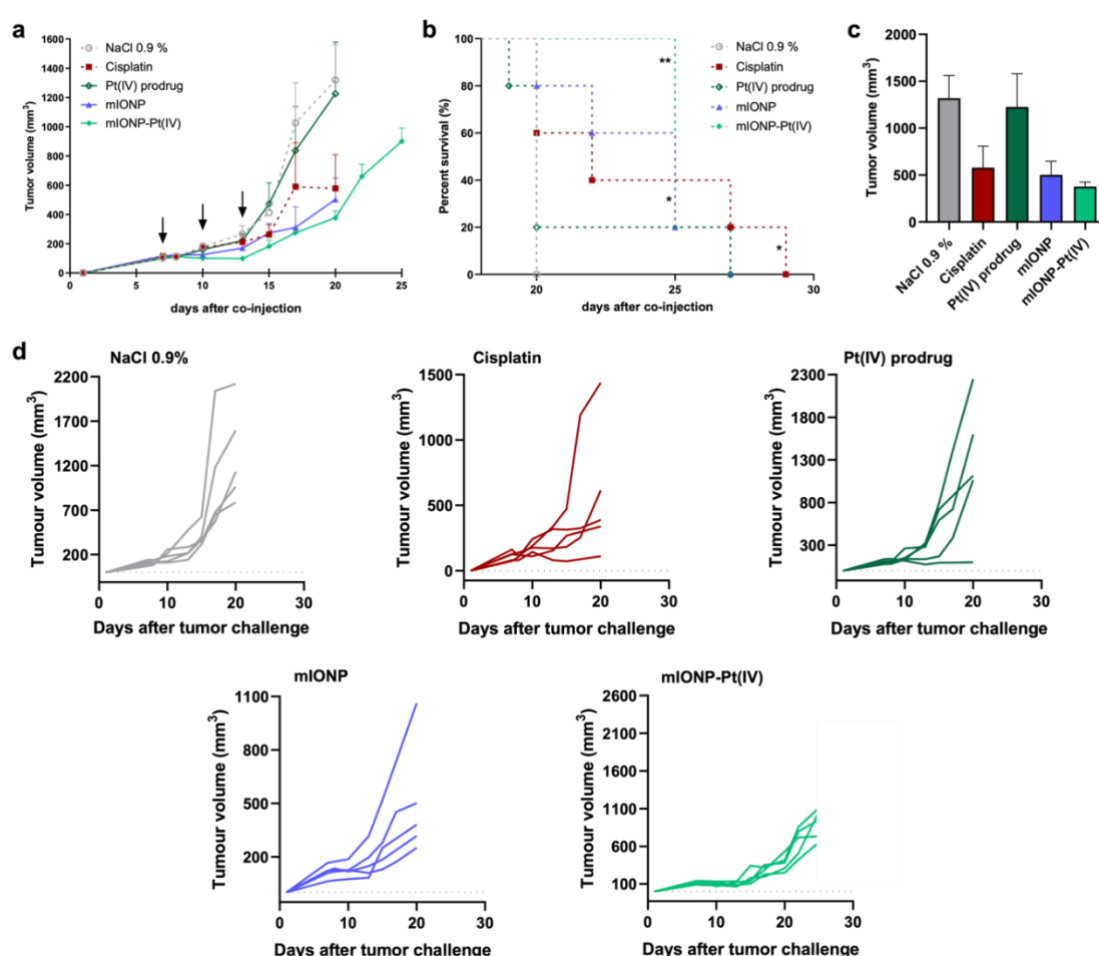 a
Tumor volume (mm³)
1600
1400
1200
1000
800
600
400
200
0
0
5
10
15
20
25
days after co-injection
NaCl 0.9 %
Cisplatin
Pt(IV) prodrug
mIONP
mIONP-Pt(IV)
b
Percent survival (%)
100
80
60
40
20
0
20
25
30
days after co-injection
**
*
*
NaCl 0.9 %
Cisplatin
Pt(IV) prodrug
mIONP
mIONP-Pt(IV)
c
Tumour volume (mm³)
2000
1500
1000
500
0
NaCl 0.9 %
Cisplatin
Pt(IV) prodrug
mIONP
mIONP-Pt(IV)
d
NaCl 0.9%
Tumour volume (mm³)
2200
1700
1200
700
200
0
10
20
30
Days after tumor challenge
Cisplatin
Tumour volume (mm³)
1500
1000
500
0
0
10
20
30
Days after tumor challenge
Pt(IV) prodrug
Tumour volume (mm³)
2300
1800
1300
800
300
0
10
20
30
Days after tumor challenge
mIONP
Tumour volume (mm³)
1100
800
500
200
0
10
20
30
Days after tumor challenge
mIONP-Pt(IV)
Tumour volume (mm³)
2600
2100
1600
1100
600
100
0
10
20
30
Days after tumor challenge